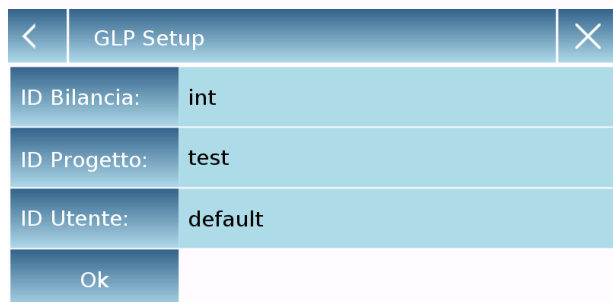 GLP Setup
ID Bilancia: int
ID Progetto: test
ID Utente: default
Ok